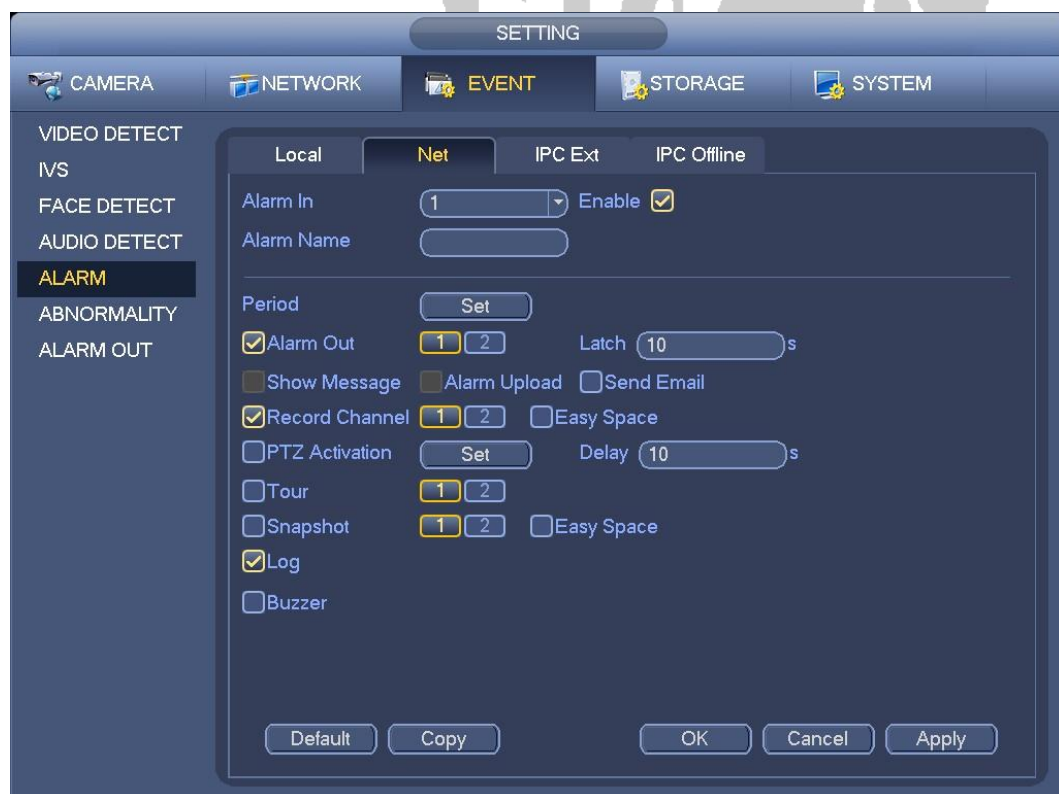 SETTING
CAMERA NETWORK EVENT STORAGE SYSTEM
VIDEO DETECT
IVS
FACE DETECT
AUDIO DETECT
ALARM
ABNORMALITY
ALARM OUT
Local Net IPC Ext IPC Offline
Alarm In 1 Enable
Alarm Name
Period Set
Alarm Out 1 2 Latch 10 s
Show Message Alarm Upload Send Email
Record Channel 1 2 Easy Space
PTZ Activation Set Delay 10 s
Tour 1 2
Snapshot 1 2 Easy Space
Log
Buzzer
Default Copy OK Cancel Apply